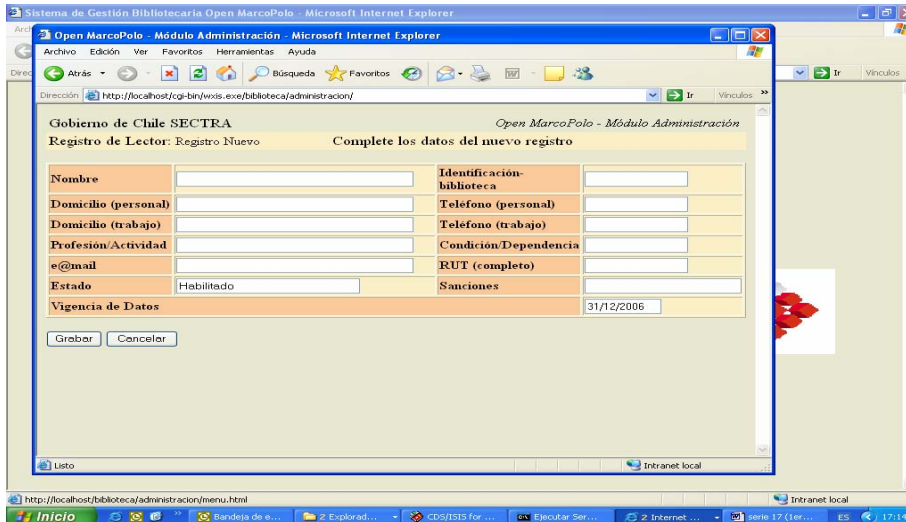 Sistema de Gestión Bibliotecaria Open MarcoPolo - Microsoft Internet Explorer
Open MarcoPolo - Módulo Administración - Microsoft Internet Explorer
Archivo Edición Ver Favoritos Herramientas Ayuda
Atrás Búsqueda Favoritos
Dirección http://localhost/cgi-bin/wxis.exe/biblioteca/administracion/ Ir Vínculos »
Ir Vínculos
Gobierno de Chile SECTRA Open MarcoPolo - Módulo Administración
Registro de Lector: Registro Nuevo Complete los datos del nuevo registro
Nombre Identificación-
biblioteca
Domicilio (personal) Teléfono (personal)
Domicilio (trabajo) Teléfono (trabajo)
Profesión/Actividad Condición/Dependencia
e@mail RUT (completo)
Estado Habilitado Sanciones
Vigencia de Datos 31/12/2006
Grabar Cancelar
Listo Intranet local
http://localhost/biblioteca/administracion/menu.html Intranet local
Inicio » Bandeja de e... 2 Explorad... CDS/ISIS for ... Ejecutar Ser... 2 Internet ... serie 17 (1er... ES 17:14